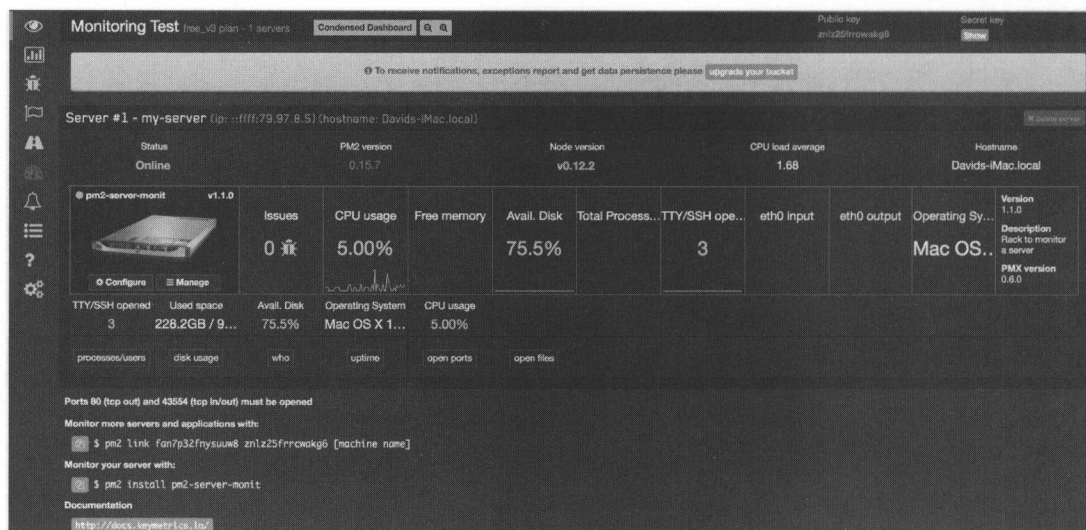 Monitoring Test free_v3 plan - 1 servers Condensed Dashboard Public key Secret key
znlz25frrcwakg6 Show
To receive notifications, exceptions report and get data persistence please upgrade your bucket
Server #1 - my-server (ip: ::ffff:79.97.8.5) (hostname: Davids-iMac.local) Delete server
Status PM2 version Node version CPU load average Hostname
Online 0.15.7 v0.12.2 1.68 Davids-iMac.local
pm2-server-monit v1.1.0
Configure Manage
Issues CPU usage Free memory Avail. Disk Total Process... TTY/SSH ope... eth0 input eth0 output Operating Sy...
0 5.00% 75.5% 3 Mac OS..
Version
1.1.0
Description
Rack to monitor
a server
PMX version
0.6.0
TTY/SSH opened Used space Avail. Disk Operating System CPU usage
3 228.2GB / 9... 75.5% Mac OS X 1... 5.00%
processes/users disk usage who uptime open ports open files
Ports 80 (tcp out) and 43554 (tcp in/out) must be opened
Monitor more servers and applications with:
$ pm2 link fan7p32fnysuuw8 znlz25frrcwakg6 [machine name]
Monitor your server with:
$ pm2 install pm2-server-monit
Documentation
http://docs.keymetrics.io/